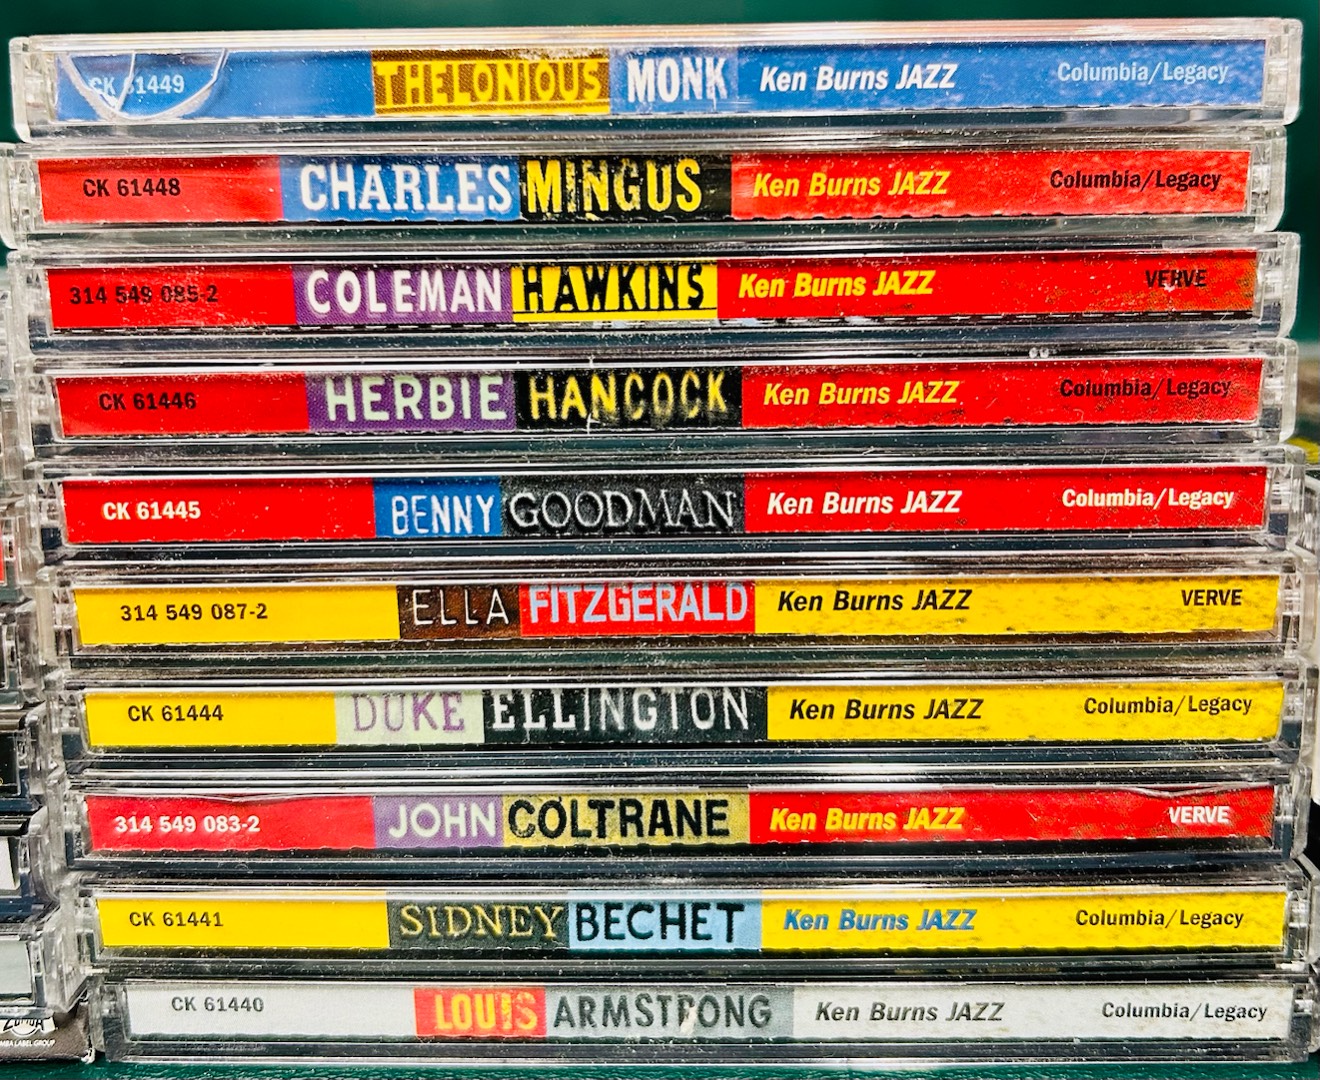 CK 61449 THELONIOUS MONK Ken Burns JAZZ Columbia/Legacy
CK 61448 CHARLES MINGUS Ken Burns JAZZ Columbia/Legacy
314 549 085-2 COLEMAN HAWKINS Ken Burns JAZZ VERVE
CK 61446 HERBIE HANCOCK Ken Burns JAZZ Columbia/Legacy
CK 61445 BENNY GOODMAN Ken Burns JAZZ Columbia/Legacy
314 549 087-2 ELLA FITZGERALD Ken Burns JAZZ VERVE
CK 61444 DUKE ELLINGTON Ken Burns JAZZ Columbia/Legacy
314 549 083-2 JOHN COLTRANE Ken Burns JAZZ VERVE
CK 61441 SIDNEY BECHET Ken Burns JAZZ Columbia/Legacy
CK 61440 LOUIS ARMSTRONG Ken Burns JAZZ Columbia/Legacy
LABEL GROUP